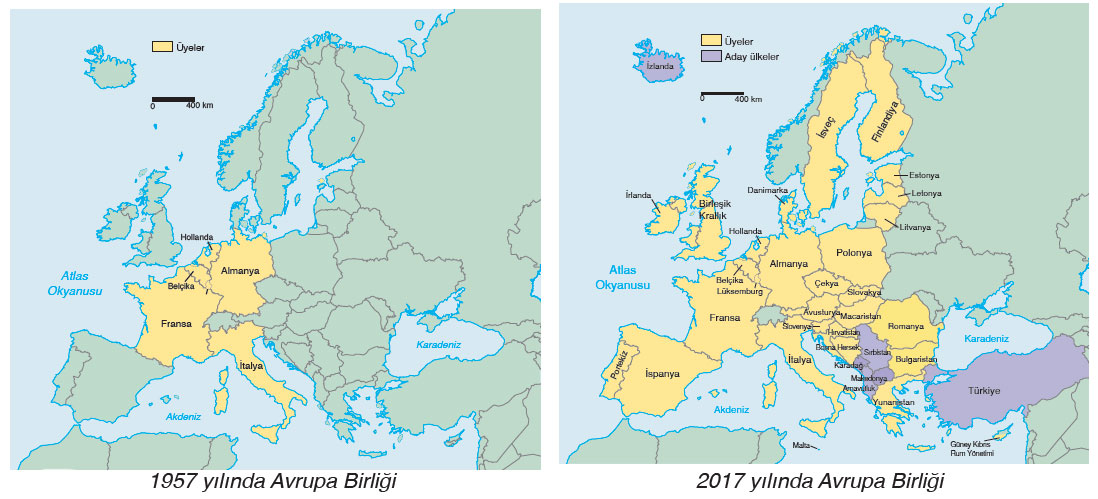 Üyeler
0 400 km
Hollanda
Almanya
Belçika
Atlas
Okyanusu
Fransa
İtalya
Karadeniz
Akdeniz
1957 yılında Avrupa Birliği
Üyeler
Aday ülkeler
İzlanda
0 400 km
İsveç
Finlandiya
Estonya
Letonya
Litvanya
Danimarka
İrlanda
Birleşik
Krallık
Hollanda
Almanya
Polonya
Atlas
Okyanusu
Belçika
Lüksemburg
Çekya
Slovakya
Fransa
Avusturya
Macaristan
Slovenya
Hırvatistan
Romanya
Bosna Hersek
Sırbistan
Karadeniz
İtalya
Karadağ
Bulgaristan
Portekiz
İspanya
Makedonya
Arnavutluk
Türkiye
Yunanistan
Akdeniz
Malta
Güney Kıbrıs
Rum Yönetimi
2017 yılında Avrupa Birliği